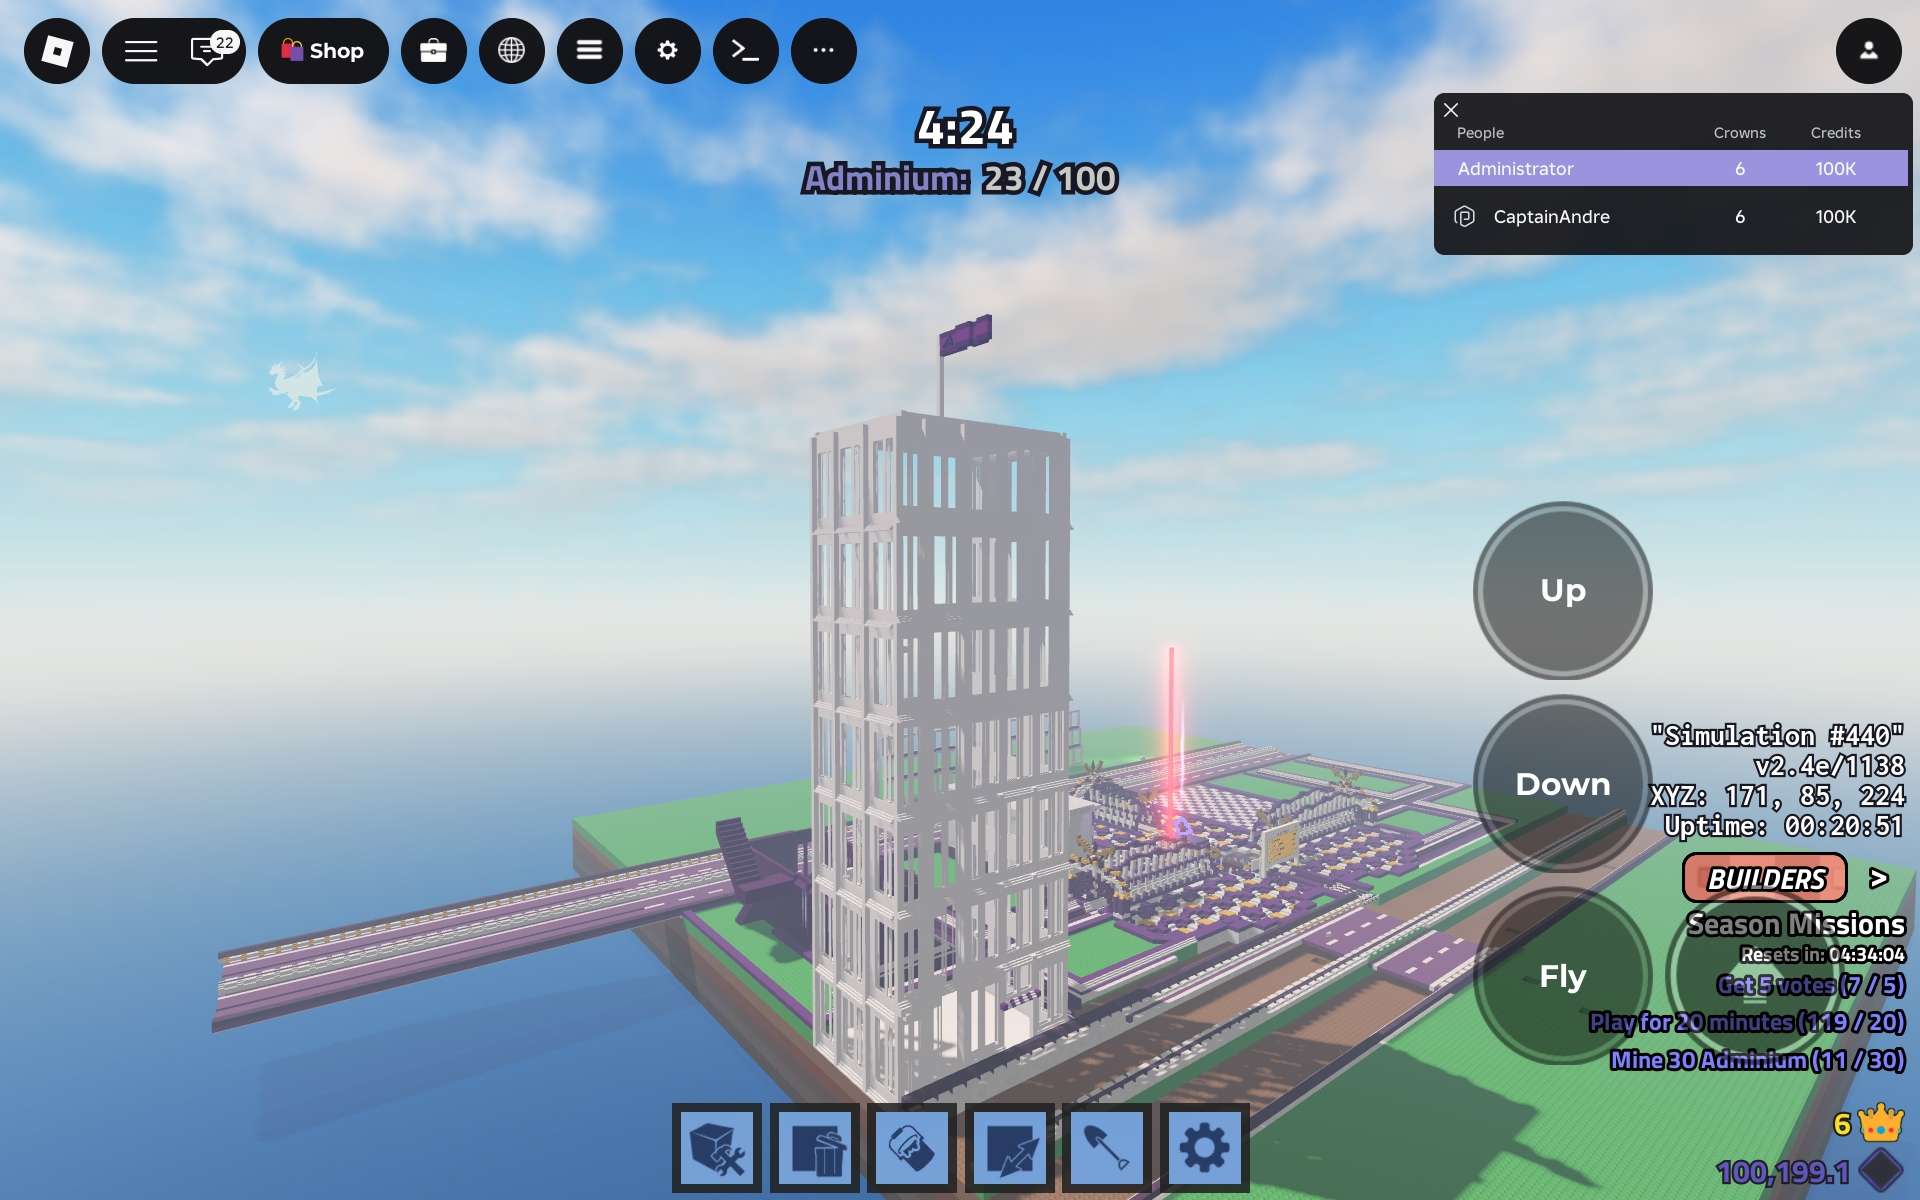 22
Shop
4:24
Adminium: 23 / 100
People Crowns Credits
Administrator 6 100K
CaptainAndre 6 100K
Up
Down
Fly
"Simulation #440"
v2.4e/1138
XYZ: 171, 85, 224
Uptime: 00:20:51
BUILDERS >
Season Missions
Resets in: 04:34:04
Get 5 votes (7 / 5)
Play for 20 minutes (119 / 20)
Mine 30 Adminium (11 / 30)
6
100,199.1